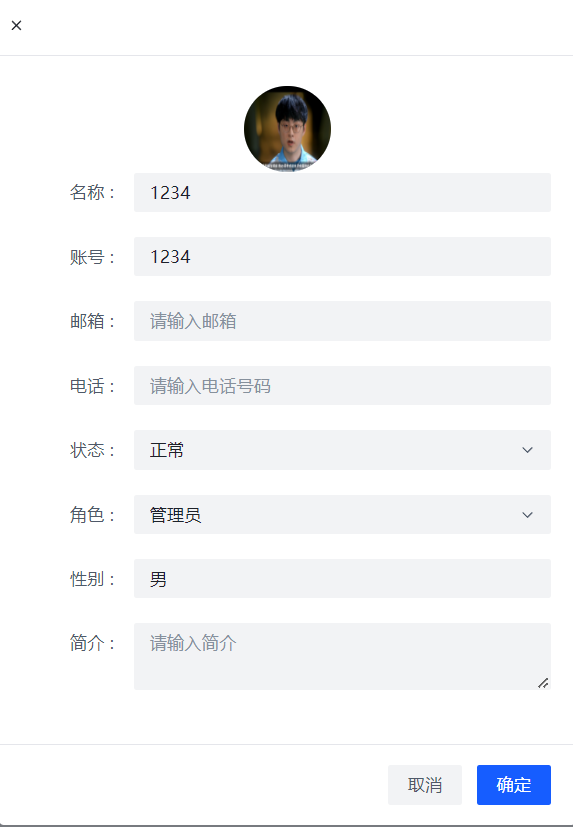 ×
名称： 1234
账号： 1234
邮箱： 请输入邮箱
电话： 请输入电话号码
状态： 正常
角色： 管理员
性别： 男
简介： 请输入简介
取消 确定